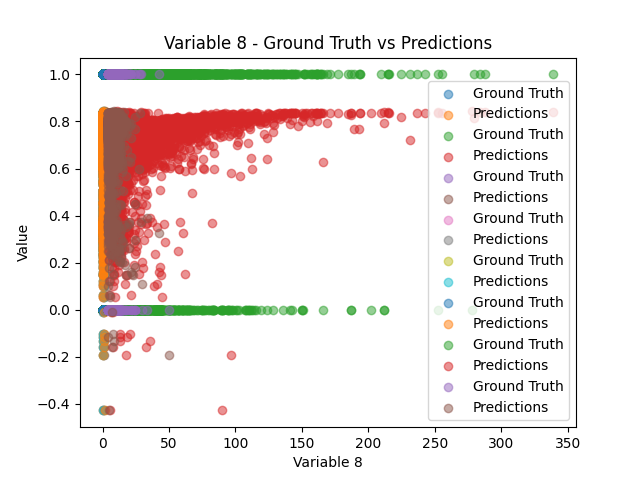 Variable 8 - Ground Truth vs Predictions
1.0
0.8
0.6
0.4
0.2
0.0
−0.2
−0.4
Value
0
50
100
150
200
250
300
350
Variable 8
Ground Truth
Predictions
Ground Truth
Predictions
Ground Truth
Predictions
Ground Truth
Predictions
Ground Truth
Predictions
Ground Truth
Predictions
Ground Truth
Predictions
Ground Truth
Predictions